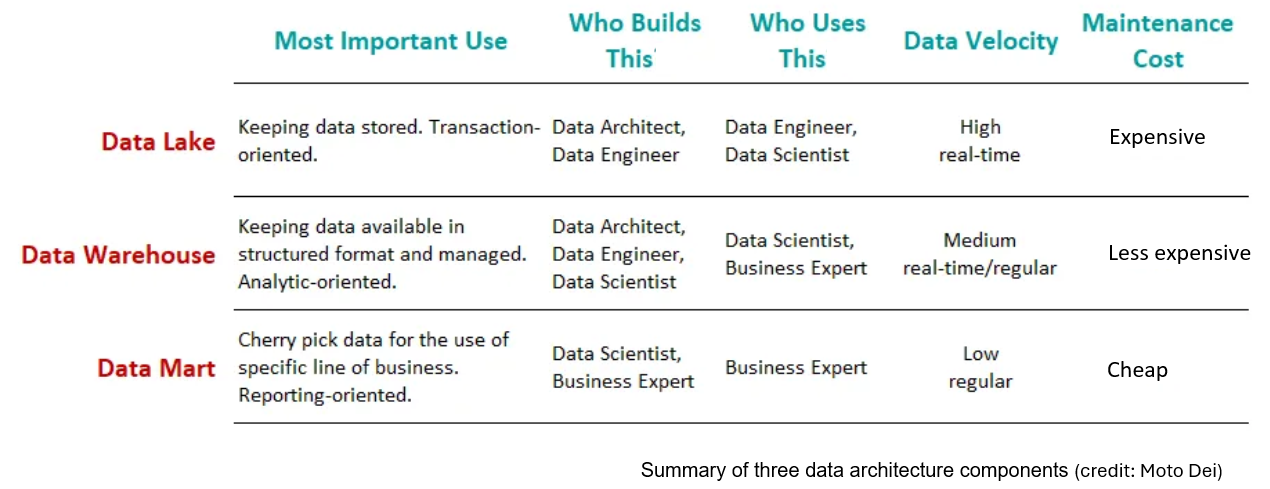 Most Important Use
Who Builds
This'
Who Uses
This
Data Velocity
Maintenance
Cost
Data Lake
Keeping data stored. Transaction-
oriented.
Data Architect,
Data Engineer
Data Engineer,
Data Scientist
High
real-time
Expensive
Data Warehouse
Keeping data available in
structured format and managed.
Analytic-oriented.
Data Architect,
Data Engineer,
Data Scientist
Data Scientist,
Business Expert
Medium
real-time/regular
Less expensive
Data Mart
Cherry pick data for the use of
specific line of business.
Reporting-oriented.
Data Scientist,
Business Expert
Business Expert
Low
regular
Cheap
Summary of three data architecture components (credit: Moto Dei)